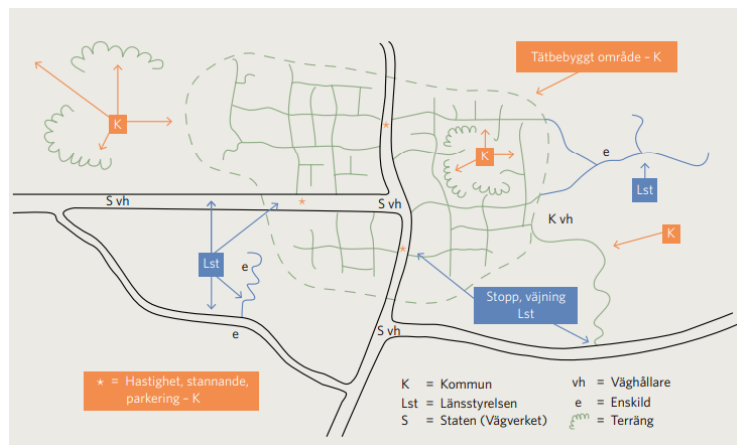 Tätbebyggt område – K
K
K
e
Lst
S vh
S vh
K vh
K
Lst
e
Stopp, väjning
Lst
e
S vh
* = Hastighet, stannande,
parkering – K
K = Kommun
Lst = Länsstyrelsen
S = Staten (Vägverket)
vh = Väghållare
e = Enskild
= Terräng